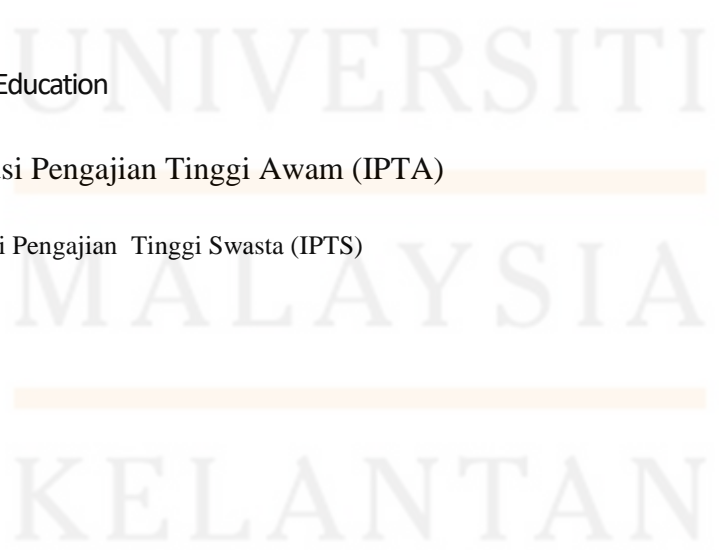 UNIVERSITI
Education
si Pengajian Tinggi Awam (IPTA)
i Pengajian Tinggi Swasta (IPTS)
MALAYSIA
KELANTAN